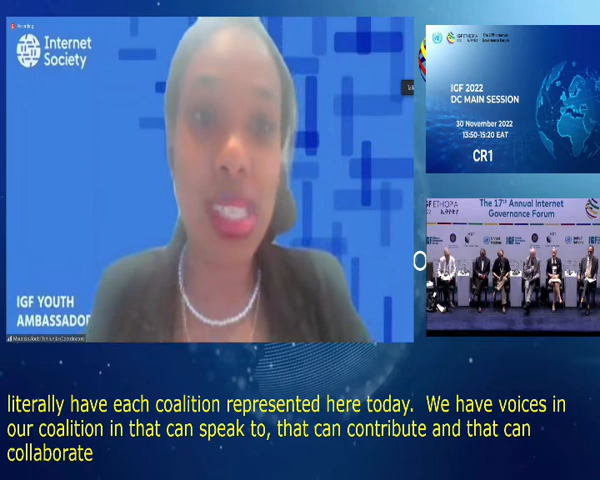 Internet
Society
IGF YOUTH
AMBASSADOR
IGF 2022
DC MAIN SESSION
30 November 2022
13:50-15:20 EAT
CR1
IGF ETHOPIA
The 17th Annual Internet
Governance Forum
literally have each coalition represented here today.  We have voices in
our coalition in that can speak to, that can contribute and that can
collaborate